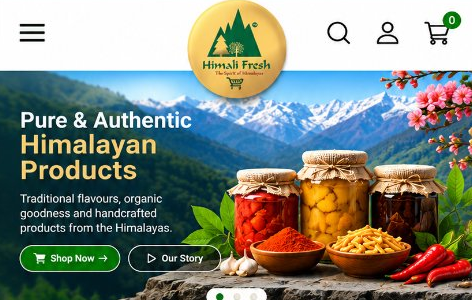 0
Himali Fresh
The Spirit of Himalayas
Pure & Authentic
Himalayan
Products
Traditional flavours, organic
goodness and handcrafted
products from the Himalayas.
Shop Now →
Our Story